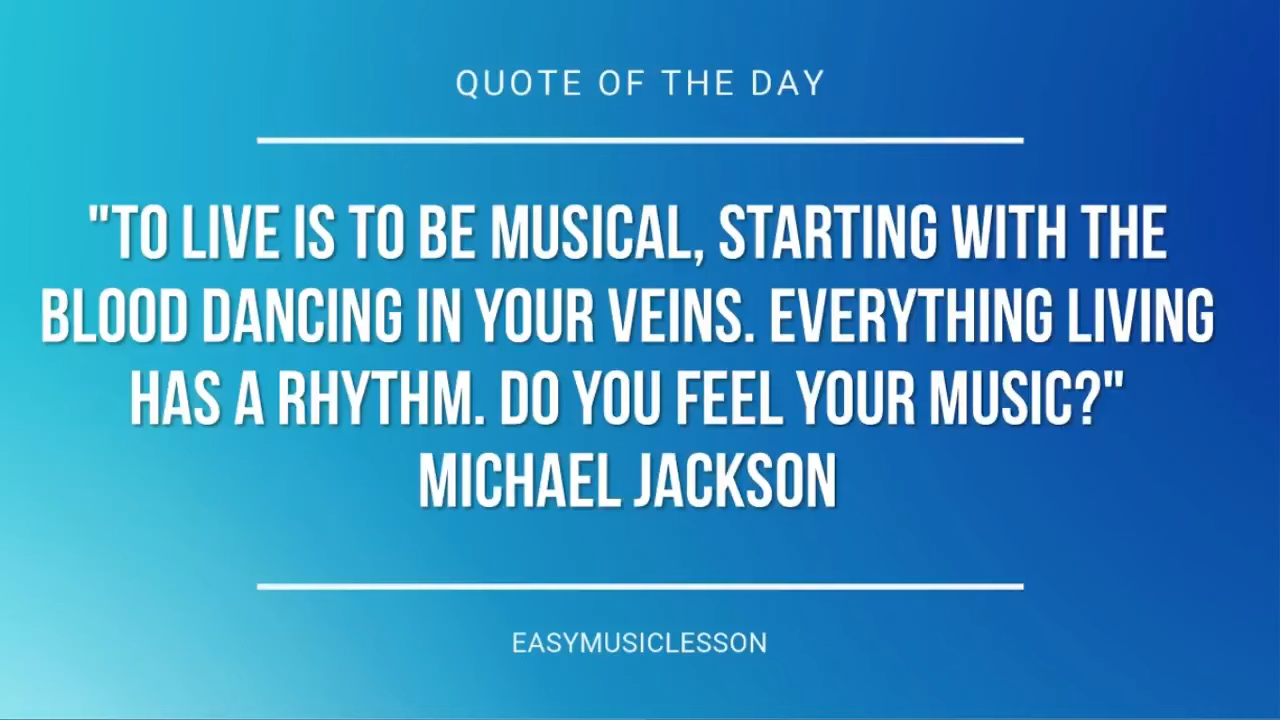 QUOTE OF THE DAY
"TO LIVE IS TO BE MUSICAL, STARTING WITH THE
BLOOD DANCING IN YOUR VEINS. EVERYTHING LIVING
HAS A RHYTHM. DO YOU FEEL YOUR MUSIC?"
MICHAEL JACKSON
EASYMUSICLESSON